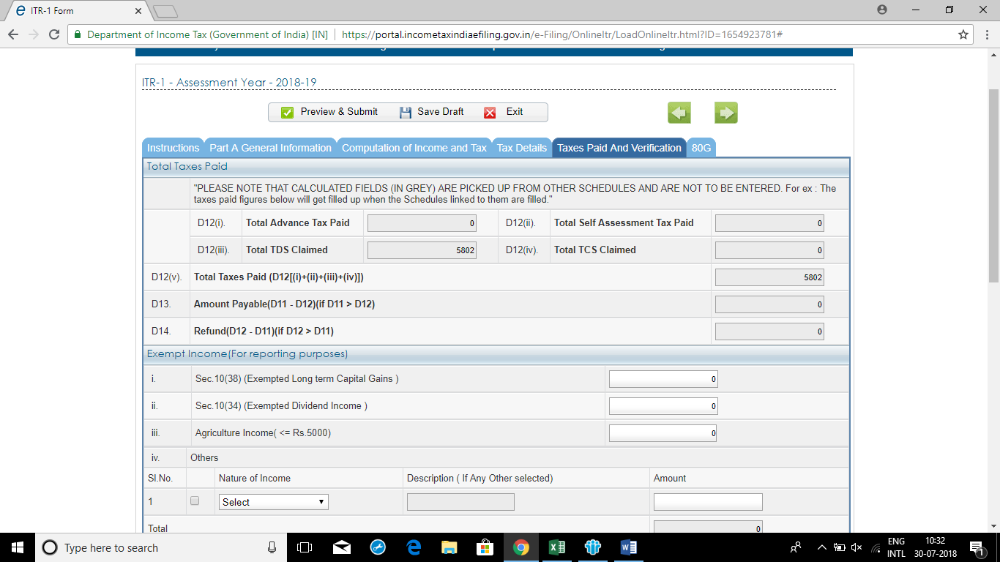 ITR-1 Form
Department of Income Tax (Government of India) [IN] https://portal.incometaxindiaefiling.gov.in/e-Filing/OnlineItr/LoadOnlineItr.html?ID=1654923781#
ITR-1 - Assessment Year - 2018-19
Preview & Submit Save Draft Exit
Instructions Part A General Information Computation of Income and Tax Tax Details Taxes Paid And Verification 80G
Total Taxes Paid
"PLEASE NOTE THAT CALCULATED FIELDS (IN GREY) ARE PICKED UP FROM OTHER SCHEDULES AND ARE NOT TO BE ENTERED. For ex : The
taxes paid figures below will get filled up when the Schedules linked to them are filled."
D12(i). Total Advance Tax Paid 0 D12(ii). Total Self Assessment Tax Paid 0
D12(iii). Total TDS Claimed 5802 D12(iv). Total TCS Claimed 0
D12(v). Total Taxes Paid (D12[(i)+(ii)+(iii)+(iv)]) 5802
D13. Amount Payable(D11 - D12)(if D11 > D12) 0
D14. Refund(D12 - D11)(if D12 > D11) 0
Exempt Income(For reporting purposes)
i. Sec.10(38) (Exempted Long term Capital Gains ) 0
ii. Sec.10(34) (Exempted Dividend Income ) 0
iii. Agriculture Income( <= Rs.5000) 0
iv. Others
Sl.No. Nature of Income Description ( If Any Other selected) Amount
1 Select
Total 0
Type here to search ENG 10:32
INTL 30-07-2018 1